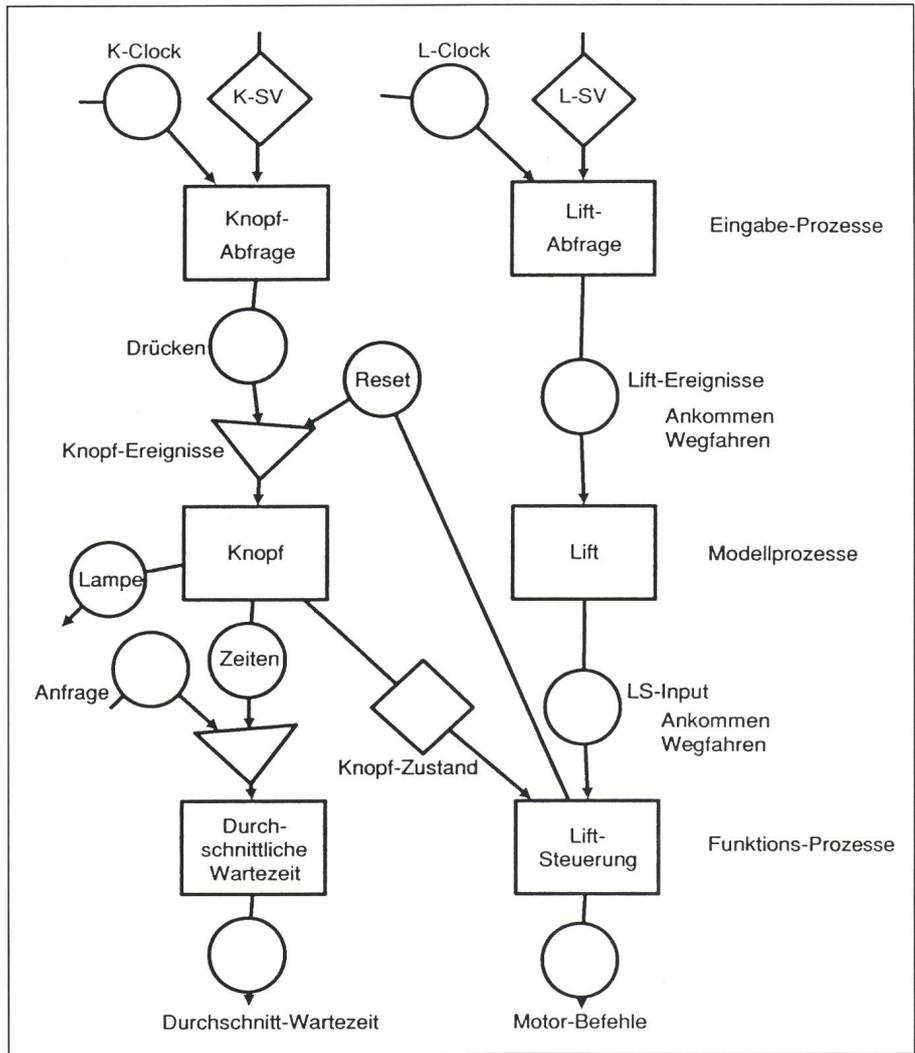 K-Clock
K-SV
L-Clock
L-SV
Knopf-
Abfrage
Lift-
Abfrage
Eingabe-Prozesse
Drücken
Reset
Lift-Ereignisse
Ankommen
Wegfahren
Knopf-Ereignisse
Knopf
Lift
Modellprozesse
Lampe
Zeiten
Anfrage
LS-Input
Ankommen
Wegfahren
Knopf-Zustand
Durch-
schnittliche
Wartezeit
Lift-
Steuerung
Funktions-Prozesse
Durchschnitt-Wartezeit
Motor-Befehle